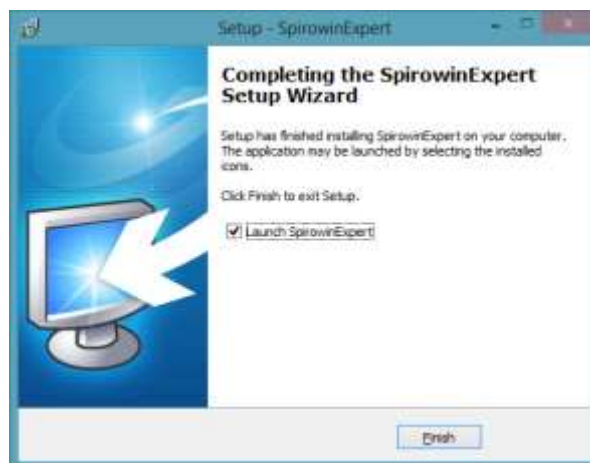 Setup - SpirowinExpert
Completing the SpirowinExpert
Setup Wizard
Setup has finished installing SpirowinExpert on your computer.
The application may be launched by selecting the installed
icons.
Click Finish to exit Setup.
Launch SpirowinExpert
Finish